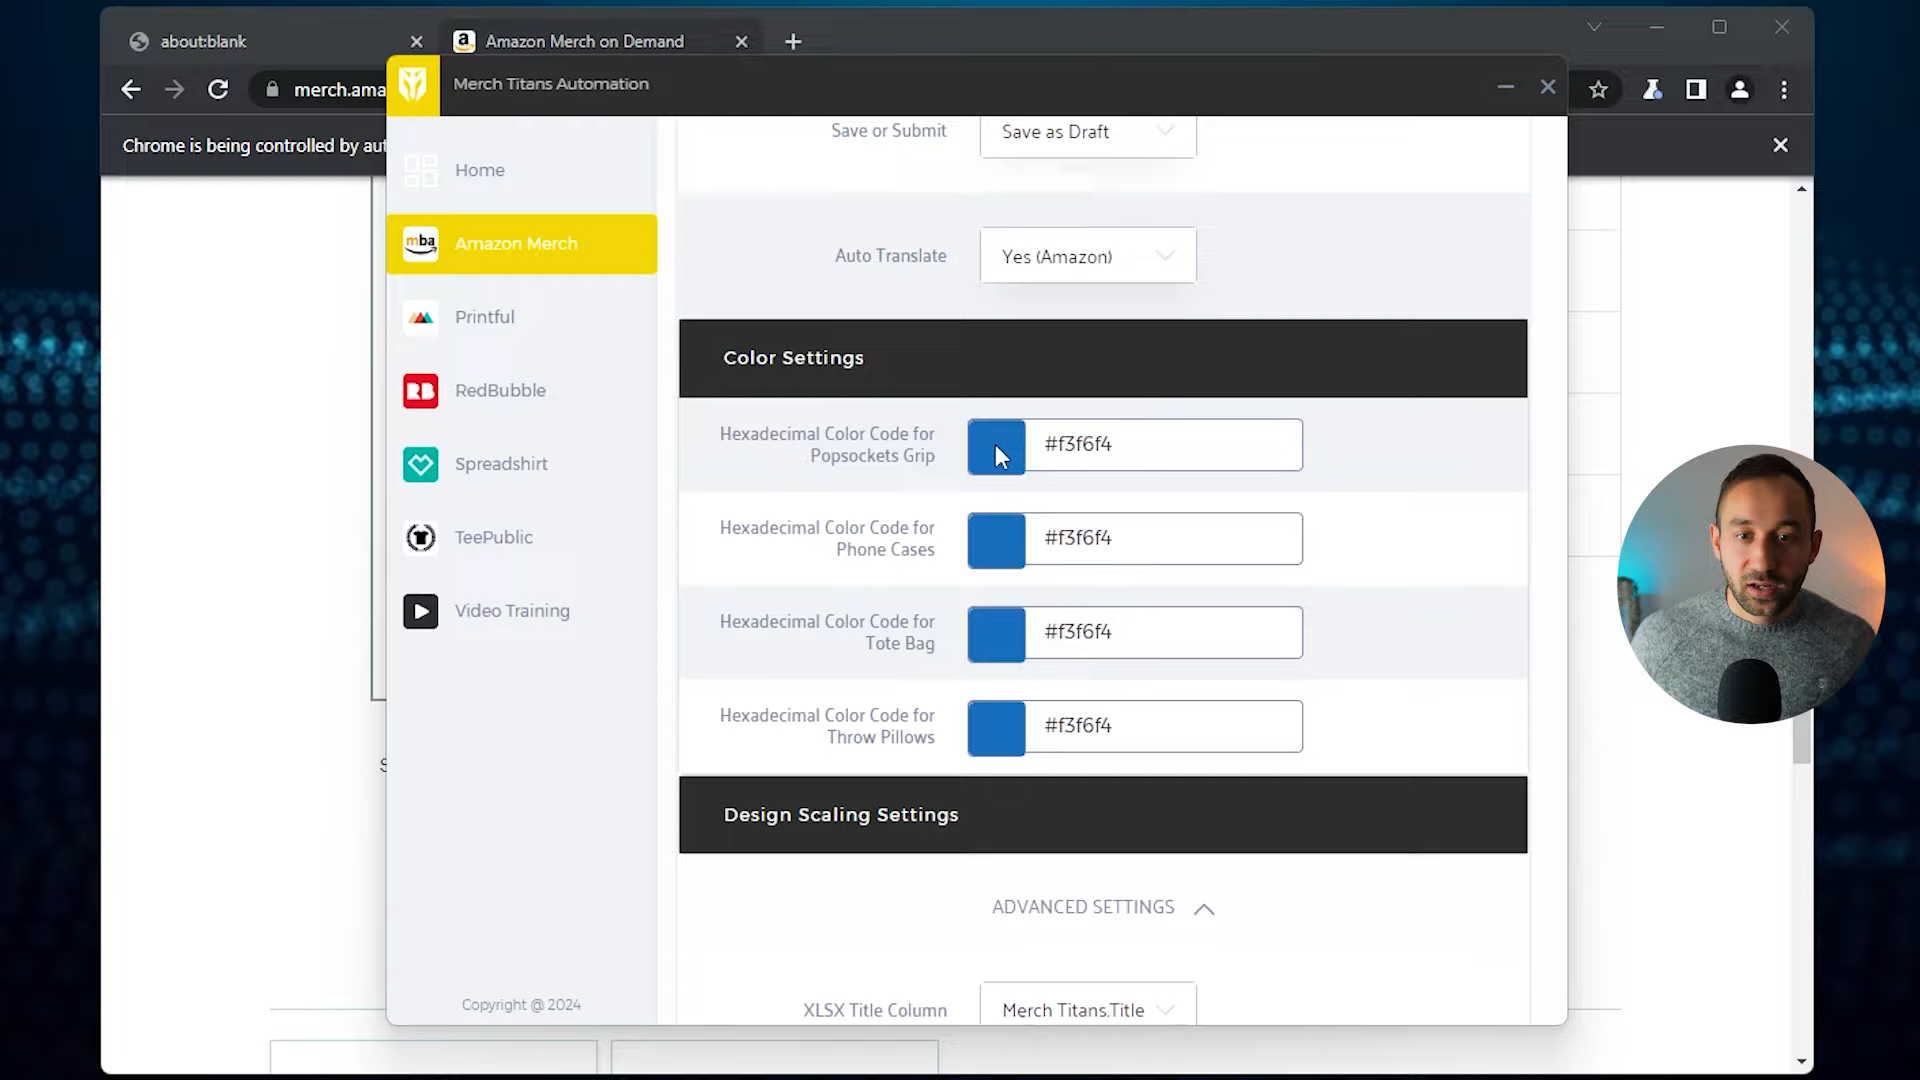 about:blank
Amazon Merch on Demand
merch.ama
Merch Titans Automation
Chrome is being controlled by aut
Home
mba
Amazon Merch
Printful
RB
RedBubble
Spreadshirt
TeePublic
Video Training
Copyright @ 2024
Save or Submit
Save as Draft
Auto Translate
Yes (Amazon)
Color Settings
Hexadecimal Color Code for
Popsockets Grip
#f3f6f4
Hexadecimal Color Code for
Phone Cases
#f3f6f4
Hexadecimal Color Code for
Tote Bag
#f3f6f4
Hexadecimal Color Code for
Throw Pillows
#f3f6f4
Design Scaling Settings
ADVANCED SETTINGS
XLSX Title Column
Merch Titans.Title